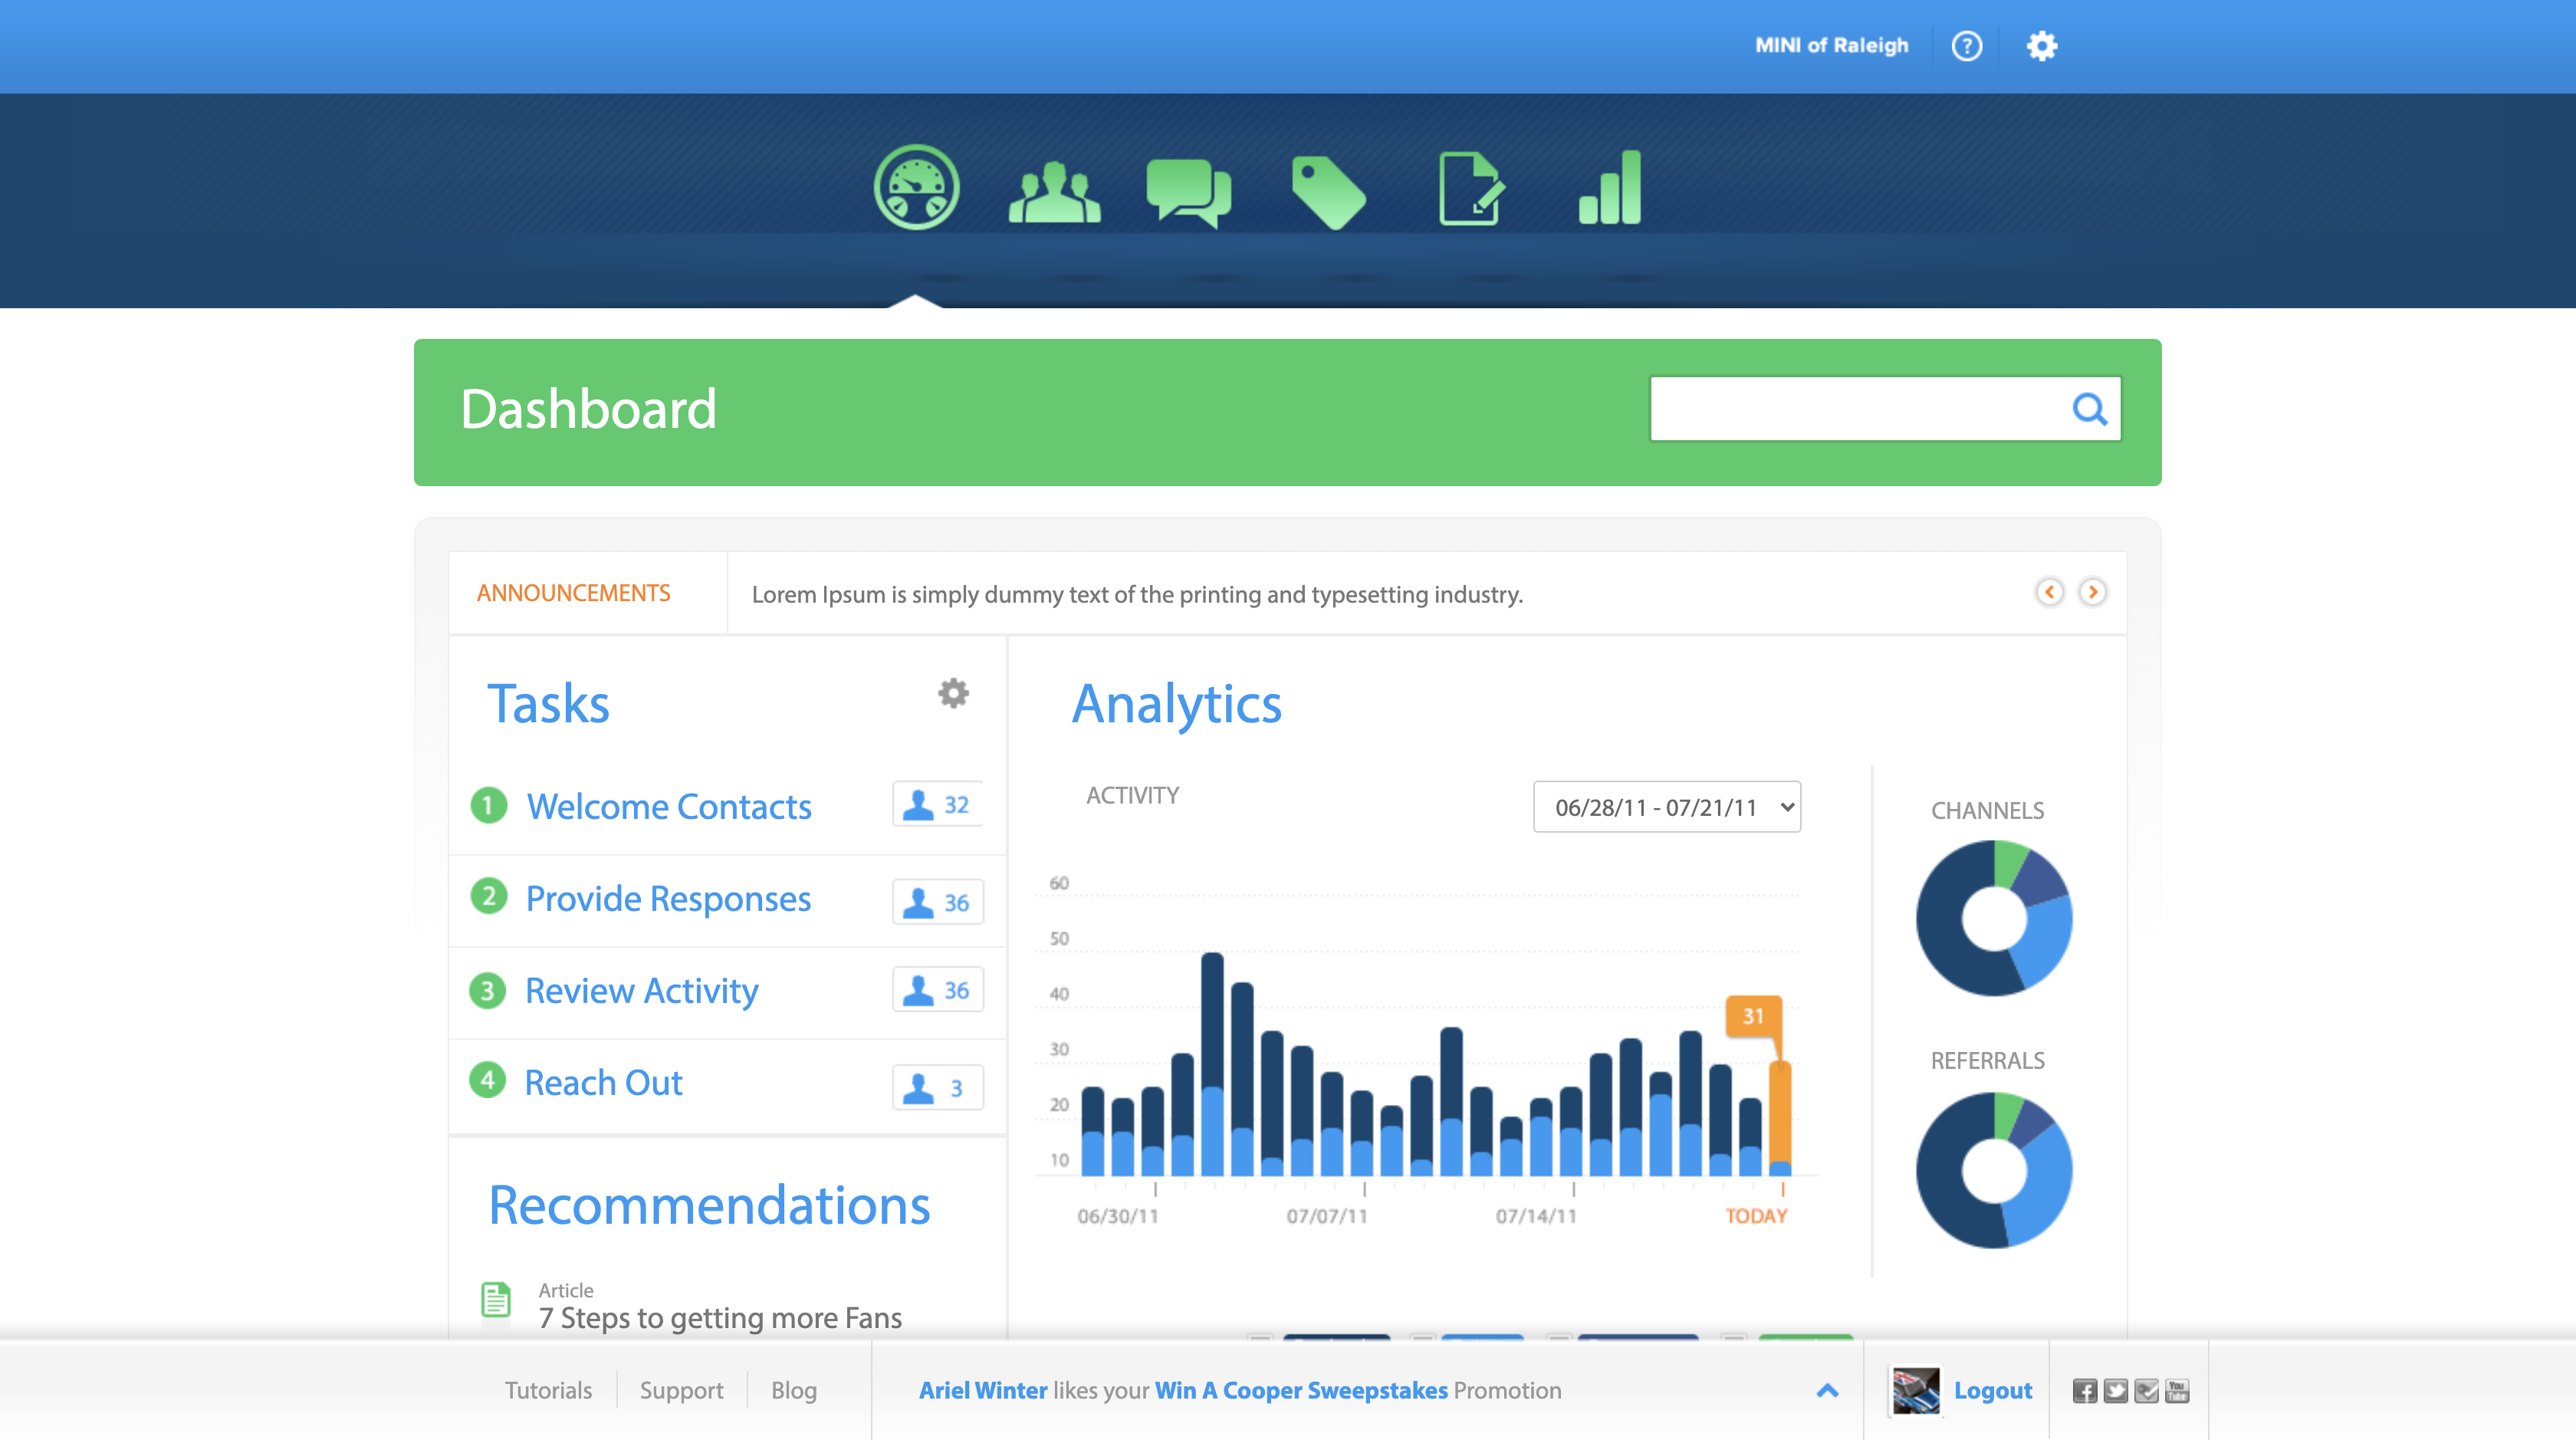 MINI of Raleigh
?
Dashboard
ANNOUNCEMENTS
Lorem Ipsum is simply dummy text of the printing and typesetting industry.
Tasks
1 Welcome Contacts 32
2 Provide Responses 36
3 Review Activity 36
4 Reach Out 3
Recommendations
Article
7 Steps to getting more Fans
Analytics
ACTIVITY
06/28/11 - 07/21/11
60
50
40
30
20
10
31
06/30/11 07/07/11 07/14/11 TODAY
CHANNELS
REFERRALS
Tutorials Support Blog
Ariel Winter likes your Win A Cooper Sweepstakes Promotion
Logout
You Tube